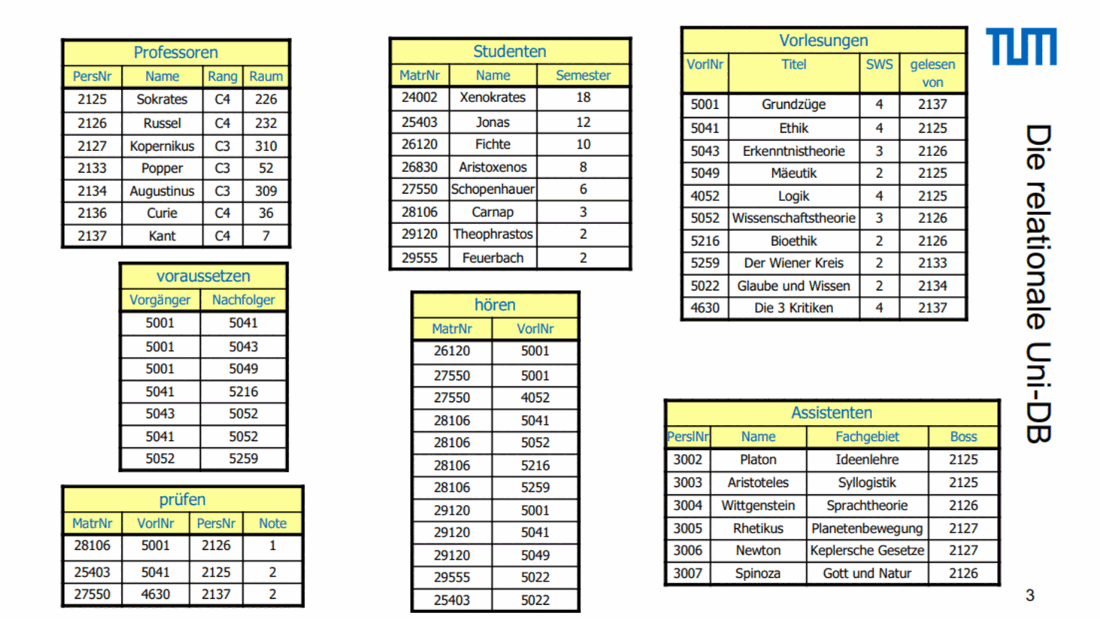 Professoren
PersNr Name Rang Raum
2125 Sokrates C4 226
2126 Russel C4 232
2127 Kopernikus C3 310
2133 Popper C3 52
2134 Augustinus C3 309
2136 Curie C4 36
2137 Kant C4 7
Studenten
MatrNr Name Semester
24002 Xenokrates 18
25403 Jonas 12
26120 Fichte 10
26830 Aristoxenos 8
27550 Schopenhauer 6
28106 Carnap 3
29120 Theophrastos 2
29555 Feuerbach 2
Vorlesungen
VorlNr Titel SWS gelesen
von
5001 Grundzüge 4 2137
5041 Ethik 4 2125
5043 Erkenntnistheorie 3 2126
5049 Mäeutik 2 2125
4052 Logik 4 2125
5052 Wissenschaftstheorie 3 2126
5216 Bioethik 2 2126
5259 Der Wiener Kreis 2 2133
5022 Glaube und Wissen 2 2134
4630 Die 3 Kritiken 4 2137
TUM
Die relationale Uni-DB
voraussetzen
Vorgänger Nachfolger
5001 5041
5001 5043
5001 5049
5041 5216
5043 5052
5041 5052
5052 5259
hören
MatrNr VorlNr
26120 5001
27550 5001
27550 4052
28106 5041
28106 5052
28106 5216
28106 5259
29120 5001
29120 5041
29120 5049
29555 5022
25403 5022
Assistenten
PerslNr Name Fachgebiet Boss
3002 Platon Ideenlehre 2125
3003 Aristoteles Syllogistik 2125
3004 Wittgenstein Sprachtheorie 2126
3005 Rhetikus Planetenbewegung 2127
3006 Newton Keplersche Gesetze 2127
3007 Spinoza Gott und Natur 2126
prüfen
MatrNr VorlNr PersNr Note
28106 5001 2126 1
25403 5041 2125 2
27550 4630 2137 2
3